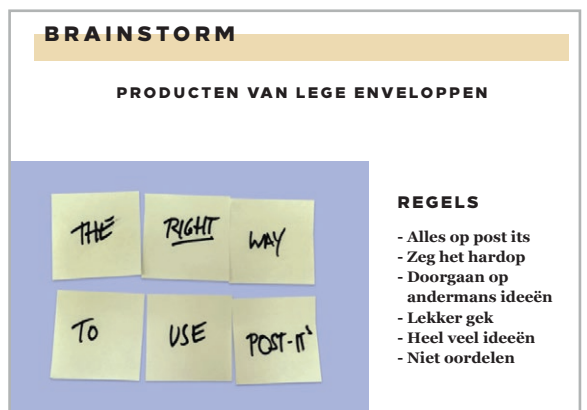 BRAINSTORM
PRODUCTEN VAN LEGE ENVELOPPEN
THE RIGHT WAY
TO USE POST-IT'S
REGELS
- Alles op post its
- Zeg het hardop
- Doorgaan op
andermans ideeën
- Lekker gek
- Heel veel ideeën
- Niet oordelen